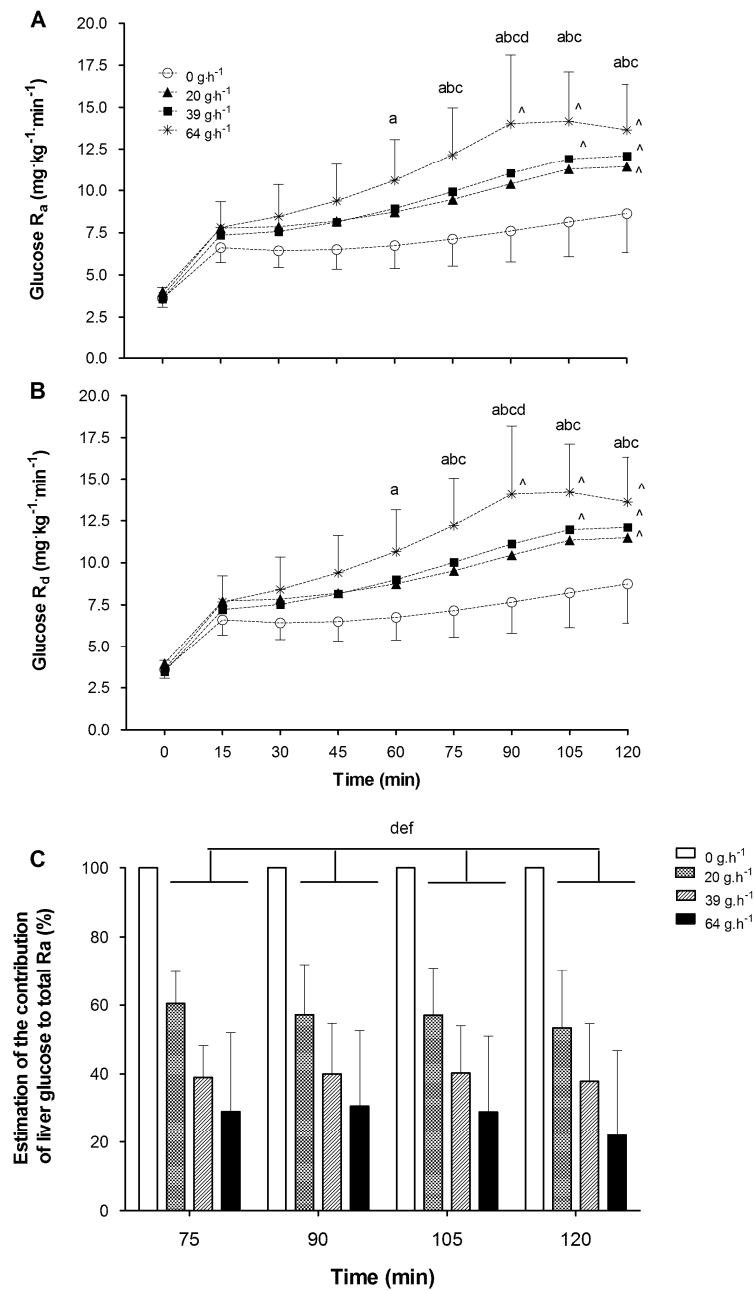 A
20.0
17.5
15.0
12.5
10.0
7.5
5.0
2.5
0.0
Glucose Ra (mg·kg-1·min-1)
0 g·h-1
20 g·h-1
39 g·h-1
64 g·h-1
a
abc
abcd
abc
abc
^
^
^
^
^
^
B
20.0
17.5
15.0
12.5
10.0
7.5
5.0
2.5
0.0
Glucose Rd (mg·kg-1·min-1)
a
abc
abcd
abc
abc
^
^
^
^
^
^
0 15 30 45 60 75 90 105 120
Time (min)
C
def
100
80
60
40
20
0
Estimation of the contribution
of liver glucose to total Ra (%)
0 g.h-1
20 g.h-1
39 g.h-1
64 g.h-1
75 90 105 120
Time (min)